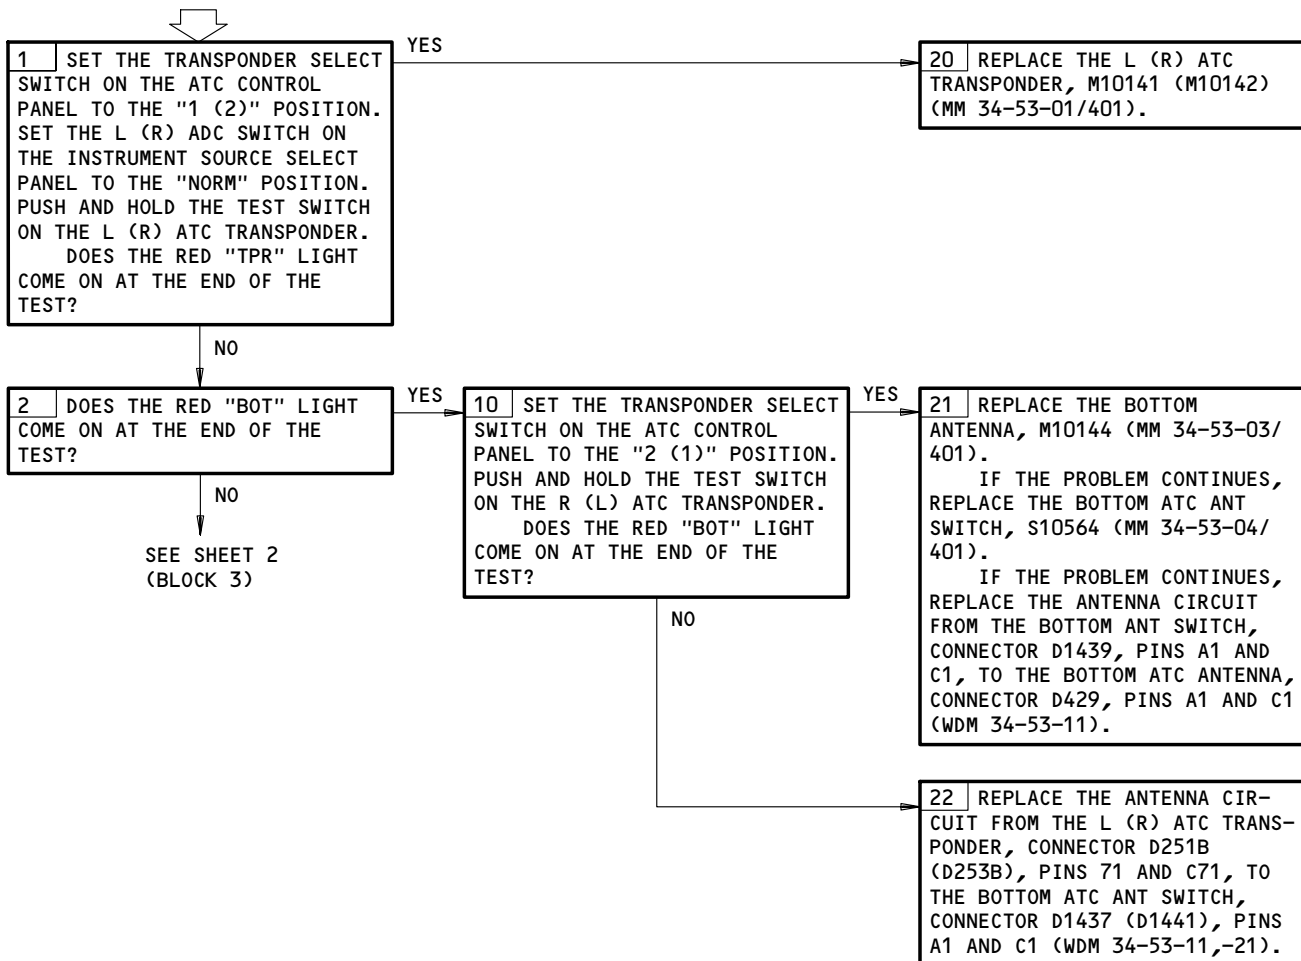 1 SET THE TRANSPONDER SELECT
SWITCH ON THE ATC CONTROL
PANEL TO THE "1 (2)" POSITION.
SET THE L (R) ADC SWITCH ON
THE INSTRUMENT SOURCE SELECT
PANEL TO THE "NORM" POSITION.
PUSH AND HOLD THE TEST SWITCH
ON THE L (R) ATC TRANSPONDER.
DOES THE RED "TPR" LIGHT
COME ON AT THE END OF THE
TEST?
YES
20 REPLACE THE L (R) ATC
TRANSPONDER, M10141 (M10142)
(MM 34-53-01/401).
NO
2 DOES THE RED "BOT" LIGHT
COME ON AT THE END OF THE
TEST?
YES
NO
SEE SHEET 2
(BLOCK 3)
10 SET THE TRANSPONDER SELECT
SWITCH ON THE ATC CONTROL
PANEL TO THE "2 (1)" POSITION.
PUSH AND HOLD THE TEST SWITCH
ON THE R (L) ATC TRANSPONDER.
DOES THE RED "BOT" LIGHT
COME ON AT THE END OF THE
TEST?
YES
NO
21 REPLACE THE BOTTOM
ANTENNA, M10144 (MM 34-53-03/
401).
IF THE PROBLEM CONTINUES,
REPLACE THE BOTTOM ATC ANT
SWITCH, S10564 (MM 34-53-04/
401).
IF THE PROBLEM CONTINUES,
REPLACE THE ANTENNA CIRCUIT
FROM THE BOTTOM ANT SWITCH,
CONNECTOR D1439, PINS A1 AND
C1, TO THE BOTTOM ATC ANTENNA,
CONNECTOR D429, PINS A1 AND C1
(WDM 34-53-11).
22 REPLACE THE ANTENNA CIR-
CUIT FROM THE L (R) ATC TRANS-
PONDER, CONNECTOR D251B
(D253B), PINS 71 AND C71, TO
THE BOTTOM ATC ANT SWITCH,
CONNECTOR D1437 (D1441), PINS
A1 AND C1 (WDM 34-53-11,-21).